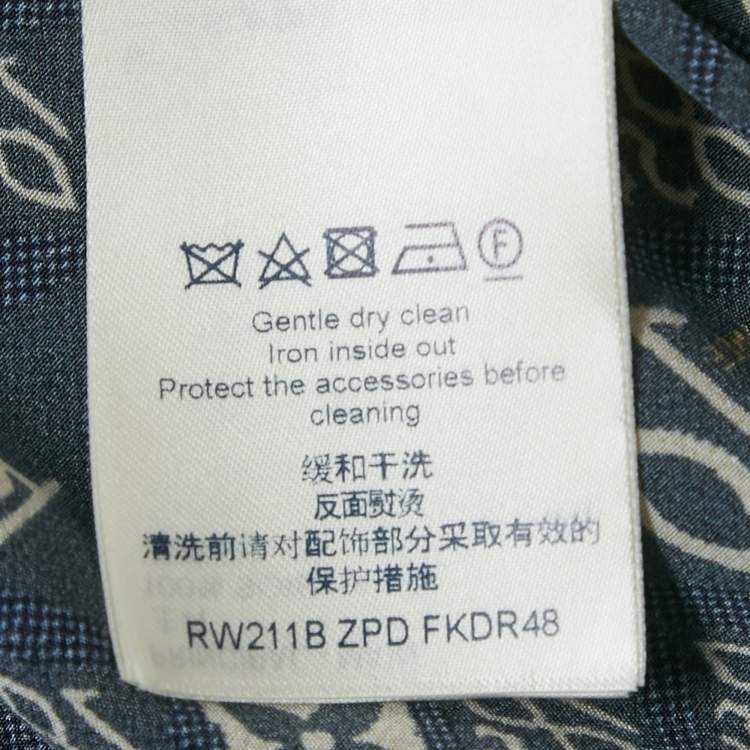 F
Gentle dry clean
Iron inside out
Protect the accessories before
cleaning
缓和干洗
反面熨烫
清洗前请对配饰部分采取有效的
保护措施
RW211B ZPD FKDR48